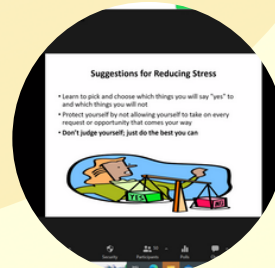 Suggestions for Reducing Stress
• Learn to pick and choose which things you will say "yes" to
and which things you will not
• Protect yourself by not allowing yourself to take on every
request or opportunity that comes your way
• Don't judge yourself; just do the best you can
YES
NO
Security
Participants
Polls